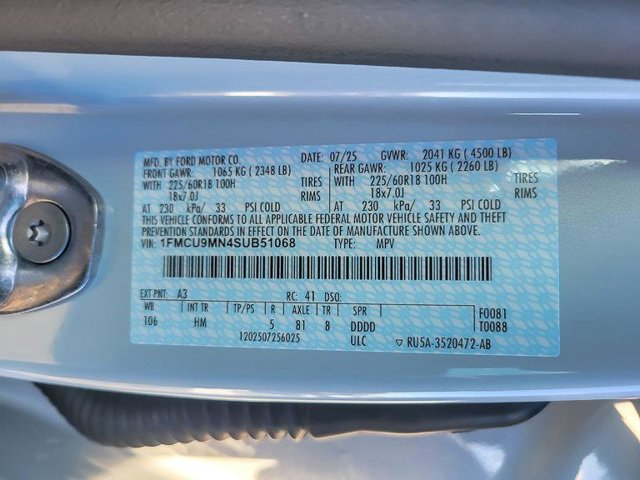 MFD. BY FORD MOTOR CO. DATE: 07/25 GVWR: 2041 KG ( 4500 LB)
FRONT GAWR: 1065 KG ( 2348 LB) REAR GAWR: 1025 KG ( 2260 LB)
WITH 225/60R18 100H TIRES WITH 225/60R18 100H TIRES
18x7.0J RIMS 18x7.0J RIMS
AT 230 kPa/ 33 PSI COLD AT 230 kPa/ 33 PSI COLD
THIS VEHICLE CONFORMS TO ALL APPLICABLE FEDERAL MOTOR VEHICLE SAFETY AND THEFT
PREVENTION STANDARDS IN EFFECT ON THE DATE OF MANUFACTURE SHOWN ABOVE.
VIN: 1FMCU9MN4SUB51068 TYPE: MPV
EXT PNT: A3 RC: 41 DSO:
WB INT TR TP/PS R AXLE TR SPR F0081
106 HM 5 81 8 DDDD T0088
1202507256025 ULC ▽ RU5A-3520472-AB